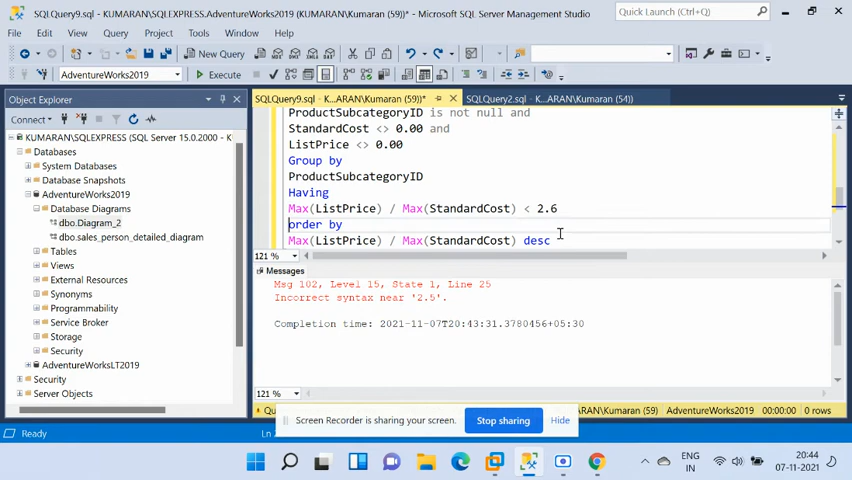 SQLQuery9.sql - KUMARAN\SQLEXPRESS.AdventureWorks2019 (KUMARAN\Kumaran (59))* - Microsoft SQL Server Management Studio
Quick Launch (Ctrl+Q)
File Edit View Query Project Tools Window Help
New Query
AdventureWorks2019
Execute
Object Explorer
SQLQuery9.sql - K...ARAN\Kumaran (59))*
SQLQuery2.sql - K...ARAN\Kumaran (54))
Connect
KUMARAN\SQLEXPRESS (SQL Server 15.0.2000 -
Databases
System Databases
Database Snapshots
AdventureWorks2019
Database Diagrams
dbo.Diagram_2
dbo.sales_person_detailed_diagram
Tables
Views
External Resources
Synonyms
Programmability
Service Broker
Storage
Security
AdventureWorksLT2019
Security
Server Objects
ProductSubcategoryID is not null and
StandardCost <> 0.00 and
ListPrice <> 0.00
Group by
ProductSubcategoryID
Having
Max(ListPrice) / Max(StandardCost) < 2.6
order by
Max(ListPrice) / Max(StandardCost) desc
121 %
Messages
Msg 102, Level 15, State 1, Line 25
Incorrect syntax near '2.5'.
Completion time: 2021-11-07T20:43:31.3780456+05:30
121 %
ARAN\Kumaran (59) AdventureWorks2019 00:00:00 0 rows
Screen Recorder is sharing your screen. Stop sharing Hide
Ready
ENG
IN
20:44
07-11-2021